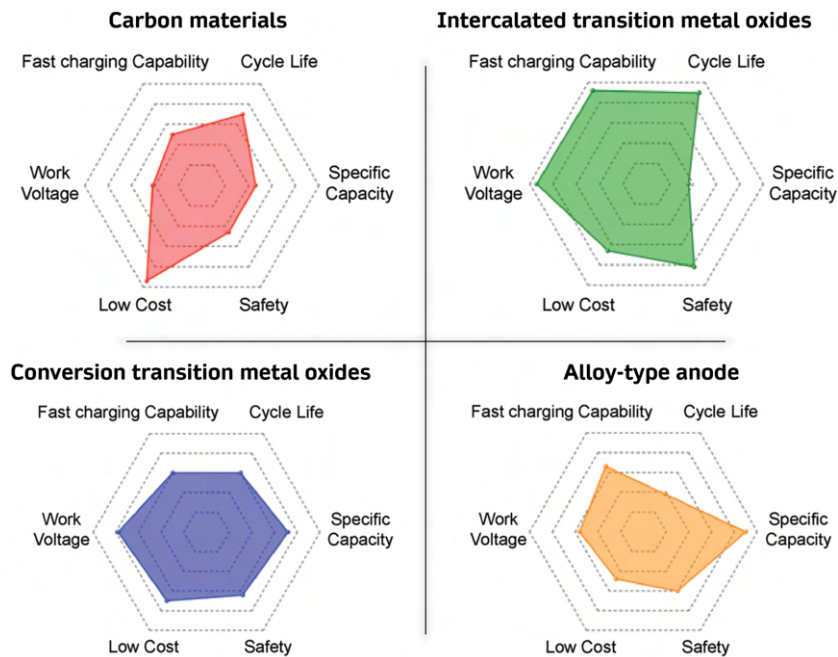 Carbon materials
Fast charging Capability
Cycle Life
Work
Voltage
Specific
Capacity
Low Cost
Safety
Intercalated transition metal oxides
Fast charging Capability
Cycle Life
Work
Voltage
Specific
Capacity
Low Cost
Safety
Conversion transition metal oxides
Fast charging Capability
Cycle Life
Work
Voltage
Specific
Capacity
Low Cost
Safety
Alloy-type anode
Fast charging Capability
Cycle Life
Work
Voltage
Specific
Capacity
Low Cost
Safety